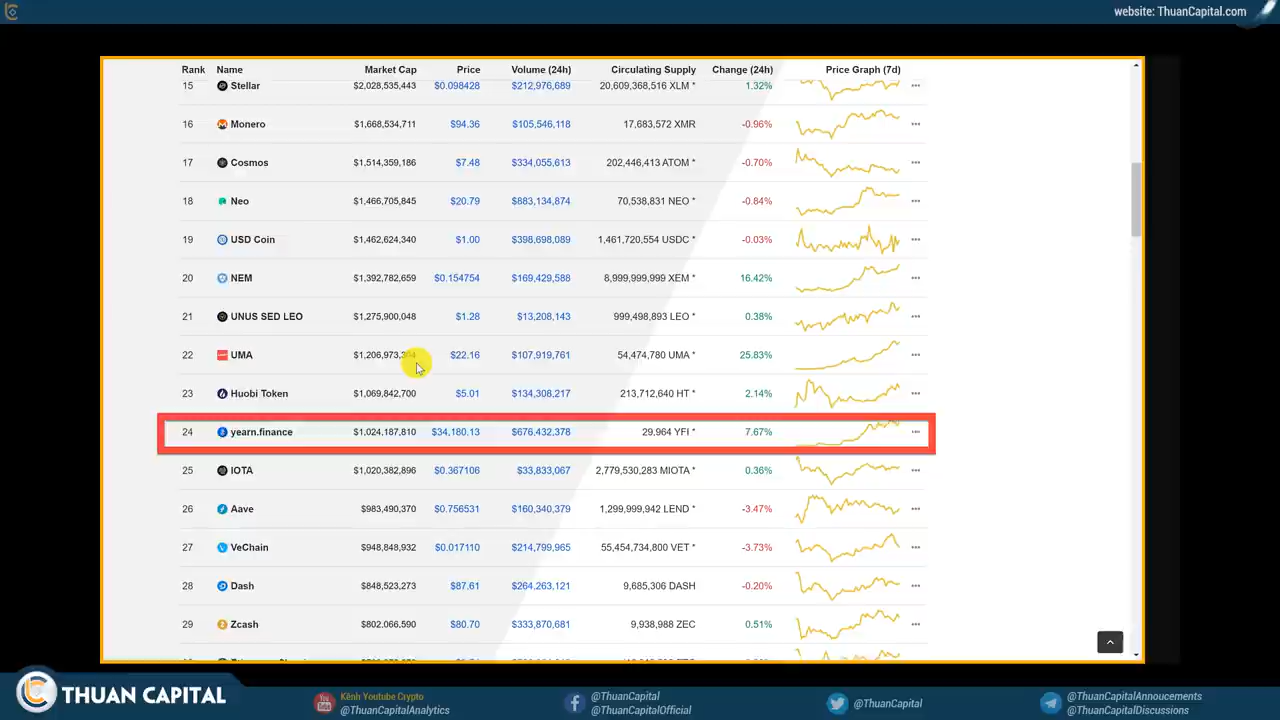 website: ThuanCapital.com
Rank Name Market Cap Price Volume (24h) Circulating Supply Change (24h) Price Graph (7d)
15 Stellar $2,028,535,443 $0.098428 $212,976,689 20,609,368,516 XLM * 1.32%
16 Monero $1,668,534,711 $94.36 $105,546,118 17,683,572 XMR -0.96%
17 Cosmos $1,514,359,186 $7.48 $334,055,613 202,446,413 ATOM * -0.70%
18 Neo $1,466,705,845 $20.79 $883,134,874 70,538,831 NEO * -0.84%
19 USD Coin $1,462,624,340 $1.00 $398,698,089 1,461,720,554 USDC * -0.03%
20 NEM $1,392,782,659 $0.154754 $169,429,588 8,999,999,999 XEM * 16.42%
21 UNUS SED LEO $1,275,900,048 $1.28 $13,208,143 999,498,893 LEO * 0.38%
22 UMA $22.16 $107,919,761 54,474,780 UMA * 25.83%
23 Huobi Token $1,069,842,700 $5.01 $134,308,217 213,712,640 HT * 2.14%
24 yearn.finance $1,024,187,810 $34,180.13 $676,432,378 29,964 YFI * 7.67%
25 IOTA $1,020,382,896 $0.367106 $33,833,067 2,779,530,283 MIOTA * 0.36%
26 Aave $983,490,370 $0.756531 $160,340,379 1,299,999,942 LEND * -3.47%
27 VeChain $948,848,932 $0.017110 $214,799,965 55,454,734,800 VET * -3.73%
28 Dash $848,523,273 $87.61 $264,263,121 9,685,306 DASH -0.20%
29 Zcash $802,066,590 $80.70 $333,870,681 9,938,988 ZEC 0.51%
THUAN CAPITAL
Kênh Youtube Crypto
@ThuanCapitalAnalytics
@ThuanCapital
@ThuanCapitalOfficial
@ThuanCapital
@ThuanCapitalAnnoucements
@ThuanCapitalDiscussions